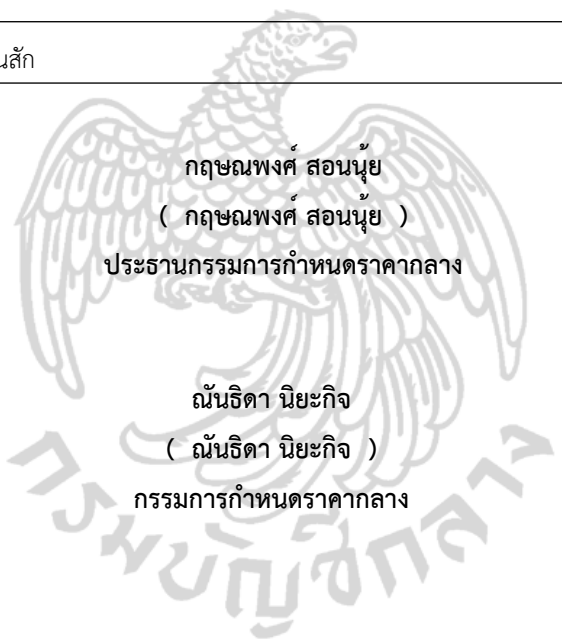 นสัก
กฤษณพงศ์ สอนนุ้ย
( กฤษณพงศ์ สอนนุ้ย )
ประธานกรรมการกำหนดราคากลาง
ณันธิดา นิยะกิจ
( ณันธิดา นิยะกิจ )
กรรมการกำหนดราคากลาง
กรมบัญชีกลาง